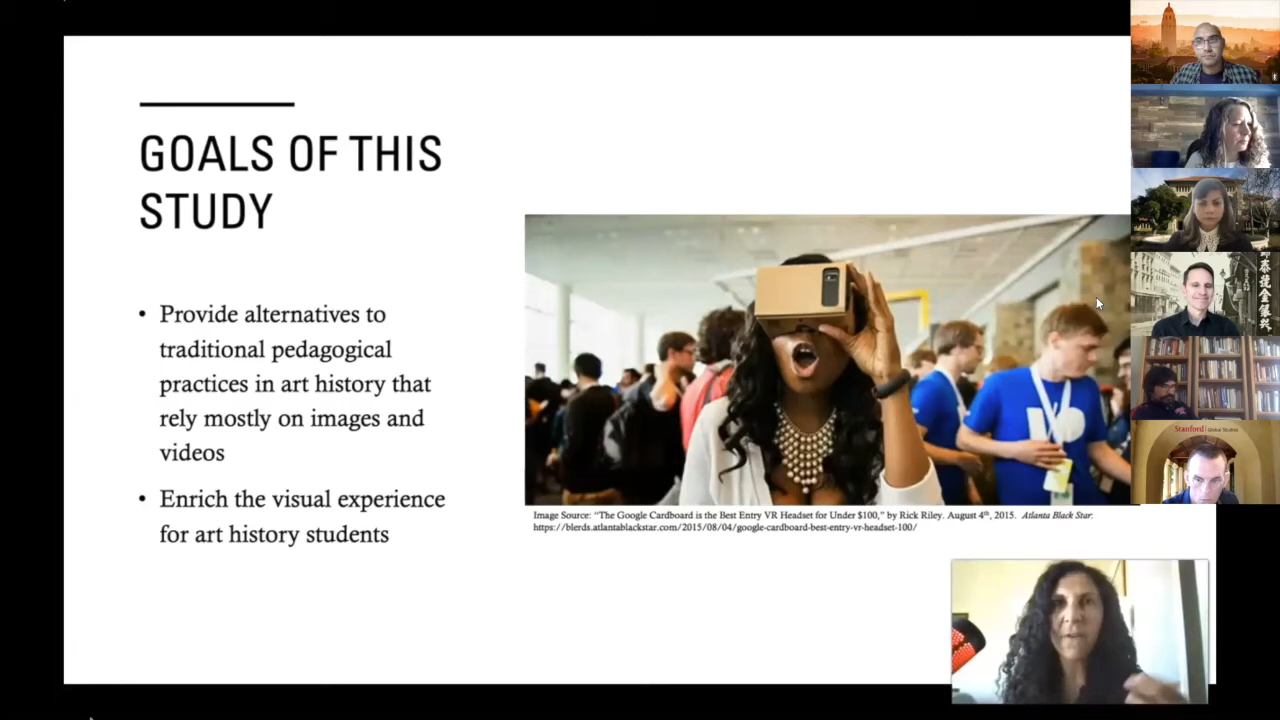 GOALS OF THIS
STUDY
• Provide alternatives to
traditional pedagogical
practices in art history that
rely mostly on images and
videos
• Enrich the visual experience
for art history students
Image Source: “The Google Cardboard is the Best Entry VR Headset for Under $100,” by Rick Riley. August 4th, 2015. Atlanta Black Star:
https://blerds.atlantablackstar.com/2015/08/04/google-cardboard-best-entry-vr-headset-100/
Stanford | Global Studies